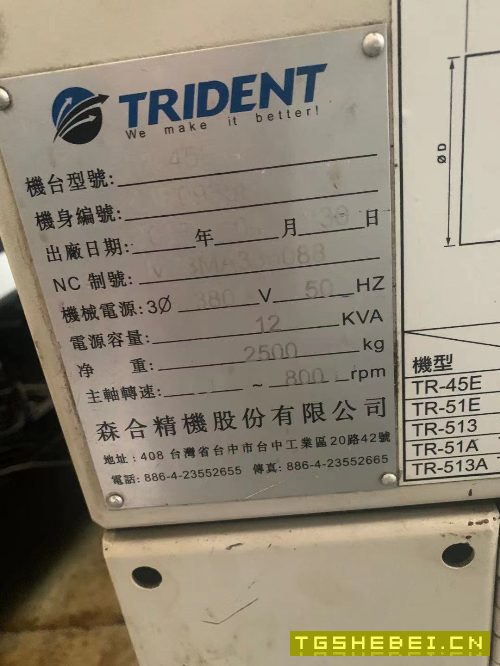 TRIDENT
We make it better!
機台型號:
機身編號:
出廠日期: 年 月 30 日
NC 制號:
機械電源:3Ø 380 V 50 HZ
電源容量: 12 KVA
净 重: 2500 kg
主軸轉速: ~ 800 rpm
森合精機股份有限公司
地址: 408 台灣省台中市台中工業區20路42號
電話: 886-4-23552655 傳真: 886-4-23552665
ØD
機型
TR-45E
TR-51E
TR-513
TR-51A
TR-513A
TGSHEBEI.CN